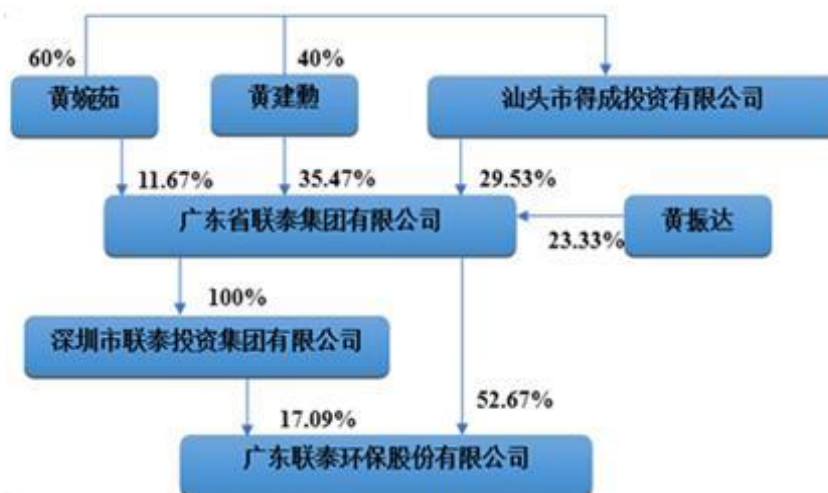 60%
40%
黄婉茹
黄建勲
汕头市得成投资有限公司
11.67%
35.47%
29.53%
广东省联泰集团有限公司
黄振达
23.33%
100%
深圳市联泰投资集团有限公司
17.09%
52.67%
广东联泰环保股份有限公司